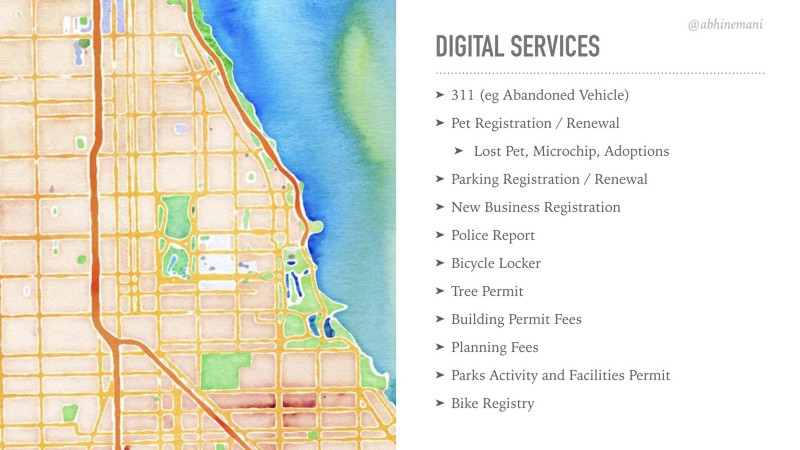 @abhinemani
DIGITAL SERVICES
➤ 311 (eg Abandoned Vehicle)
➤ Pet Registration / Renewal
➤ Lost Pet, Microchip, Adoptions
➤ Parking Registration / Renewal
➤ New Business Registration
➤ Police Report
➤ Bicycle Locker
➤ Tree Permit
➤ Building Permit Fees
➤ Planning Fees
➤ Parks Activity and Facilities Permit
➤ Bike Registry